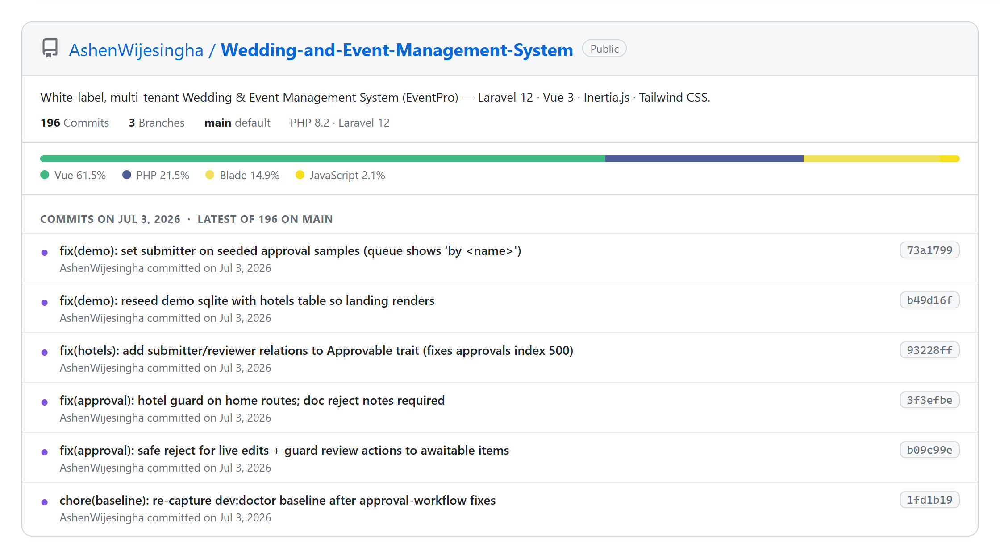 AshenWijesingha / Wedding-and-Event-Management-System Public
White-label, multi-tenant Wedding & Event Management System (EventPro) — Laravel 12 · Vue 3 · Inertia.js · Tailwind CSS.
196 Commits 3 Branches main default PHP 8.2 · Laravel 12
Vue 61.5% PHP 21.5% Blade 14.9% JavaScript 2.1%
COMMITS ON JUL 3, 2026 · LATEST OF 196 ON MAIN
fix(demo): set submitter on seeded approval samples (queue shows 'by <name>') 73a1799
AshenWijesingha committed on Jul 3, 2026
fix(demo): reseed demo sqlite with hotels table so landing renders b49d16f
AshenWijesingha committed on Jul 3, 2026
fix(hotels): add submitter/reviewer relations to Approvable trait (fixes approvals index 500) 93228ff
AshenWijesingha committed on Jul 3, 2026
fix(approval): hotel guard on home routes; doc reject notes required 3f3efbe
AshenWijesingha committed on Jul 3, 2026
fix(approval): safe reject for live edits + guard review actions to awaitable items b09c99e
AshenWijesingha committed on Jul 3, 2026
chore(baseline): re-capture dev:doctor baseline after approval-workflow fixes 1fd1b19
AshenWijesingha committed on Jul 3, 2026